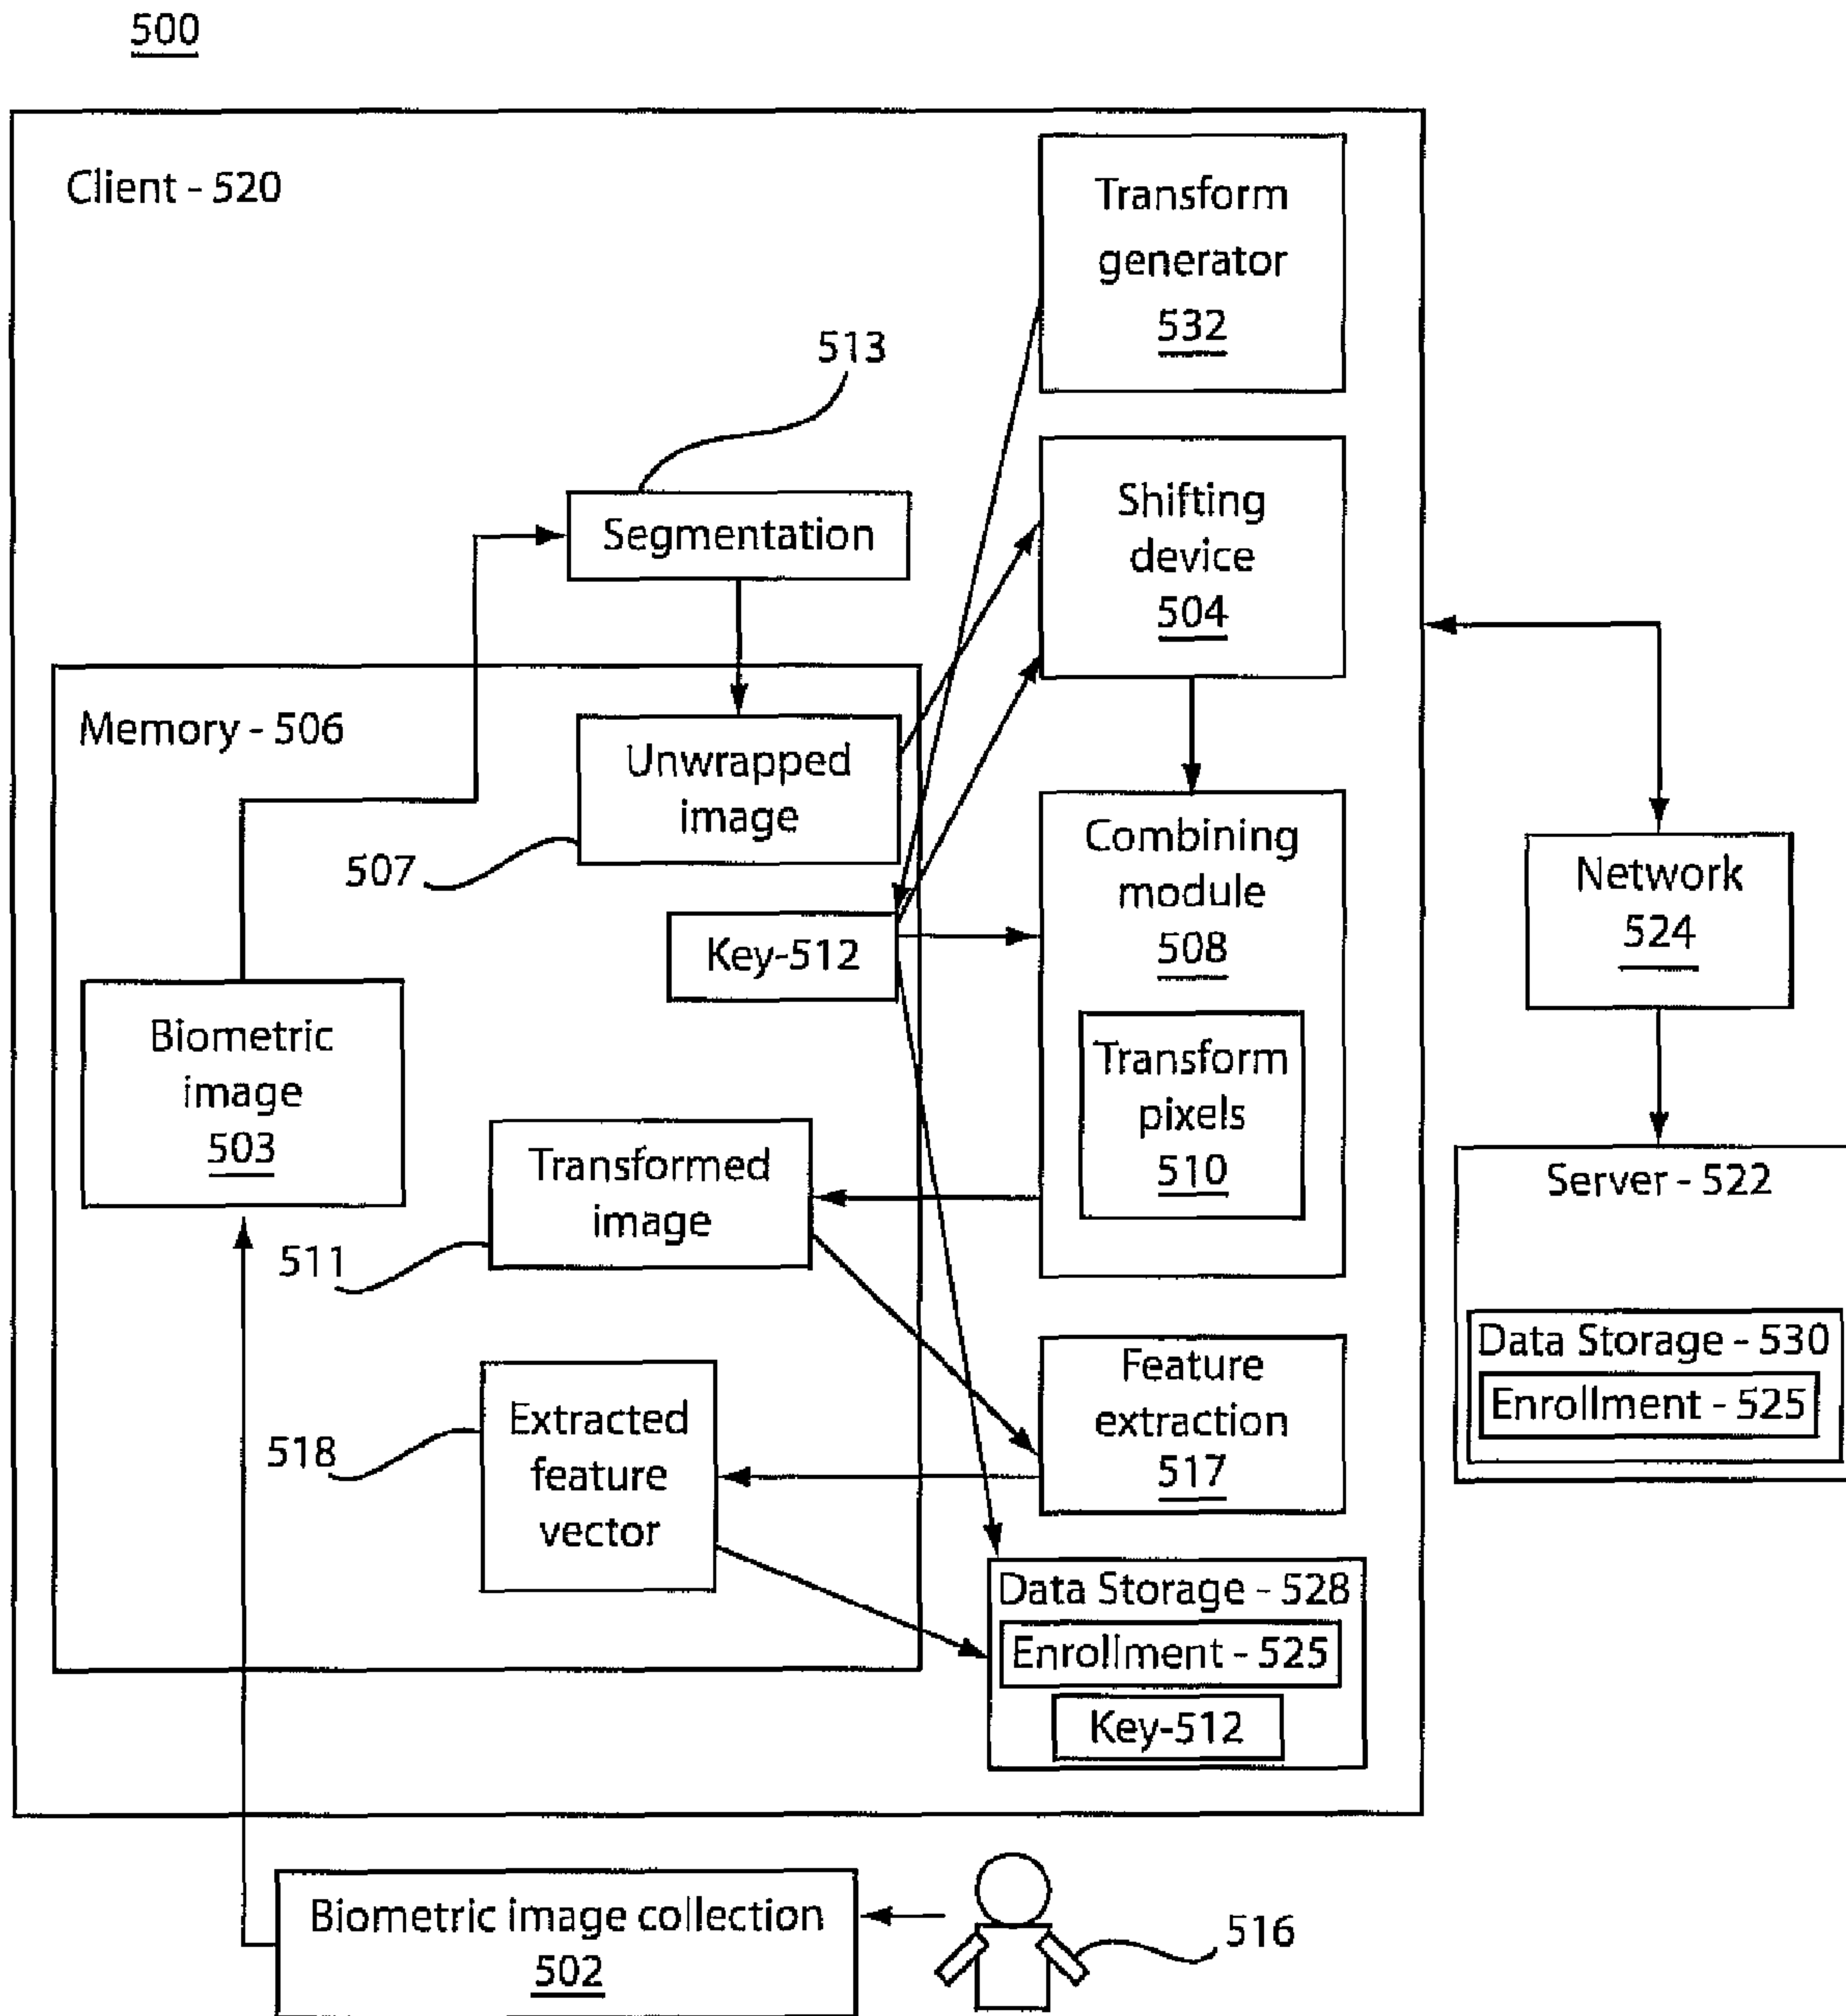 500
Client - 520
Transform
generator
532
513
Segmentation
Shifting
device
504
Memory - 506
Unwrapped
image
507
Key-512
Combining
module
508
Transform
pixels
510
Network
524
Biometric
image
503
Transformed
image
511
Server - 522
Data Storage - 530
Enrollment - 525
Feature
extraction
517
Extracted
feature
vector
518
Data Storage - 528
Enrollment - 525
Key-512
Biometric image collection
502
516